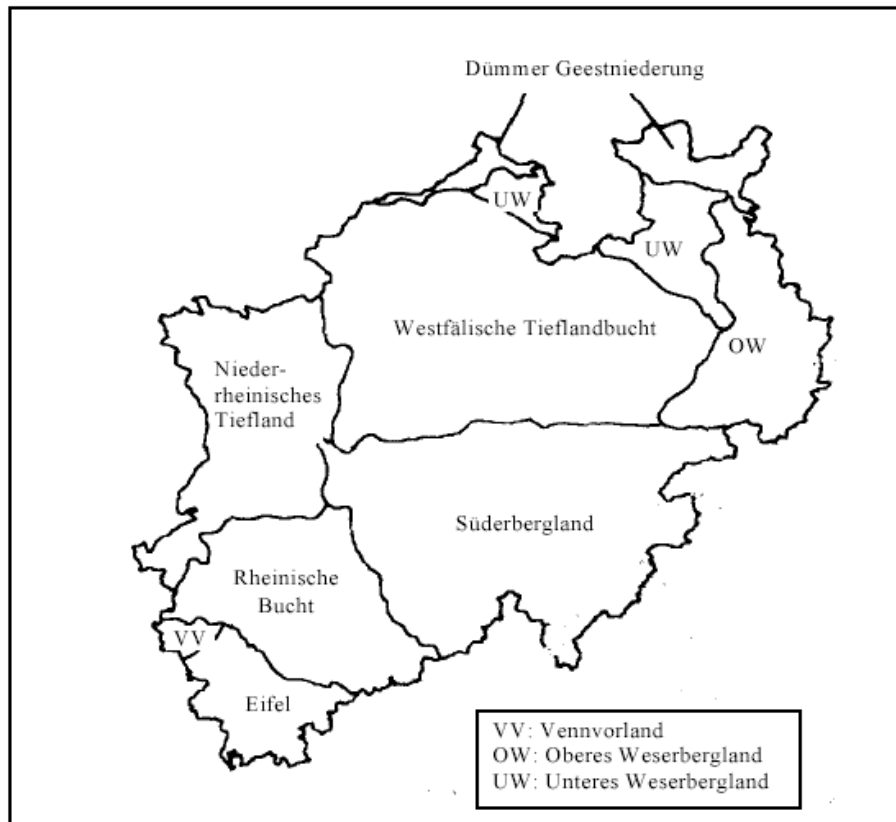 Dümmer Geestniederung
UW
UW
Westfälische Tieflandbucht
OW
Nieder-
rheinisches
Tiefland
Süderbergland
Rheinische
Bucht
VV
Eifel
VV: Vennvorland
OW: Oberes Weserbergland
UW: Unteres Weserbergland